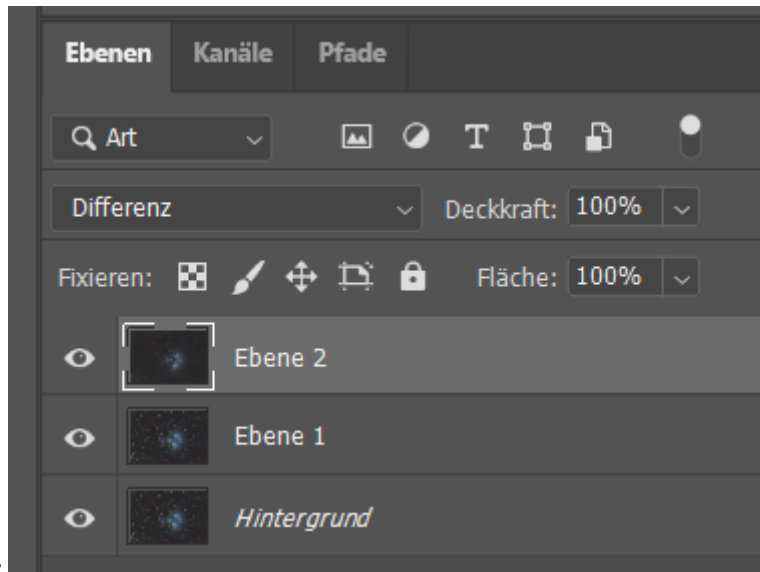 Ebenen Kanäle Pfade
Art T
Differenz Deckkraft: 100%
Fixieren: Fläche: 100%
Ebene 2
Ebene 1
Hintergrund